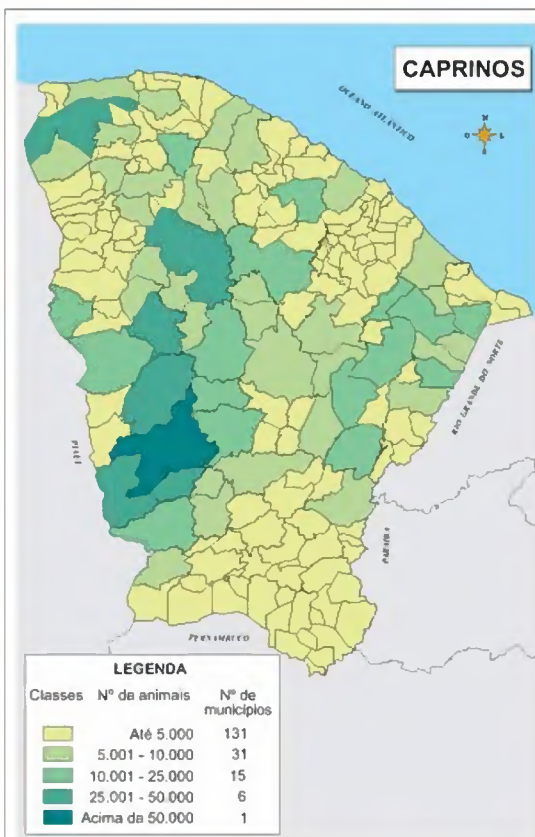 CAPRINOS
OCEANO ATLÂNTICO
N
O L
S
RIO GRANDE DO NORTE
PIAUÍ
PARAÍBA
PERNAMBUCO
LEGENDA
Classes Nº de animais Nº de municípios
Até 5.000 131
5.001 - 10.000 31
10.001 - 25.000 15
25.001 - 50.000 6
Acima de 50.000 1